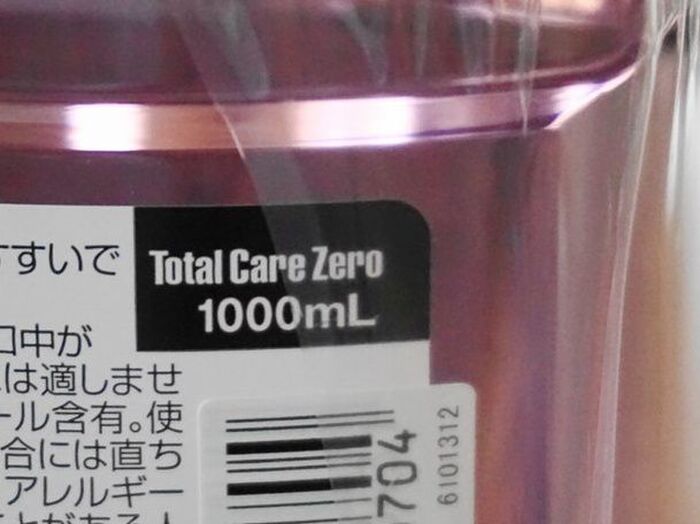 すすいで
Total Care Zero
1000mL
口中が
は適しませ
ール含有。使
合には直ち
アレルギー
704
6101312